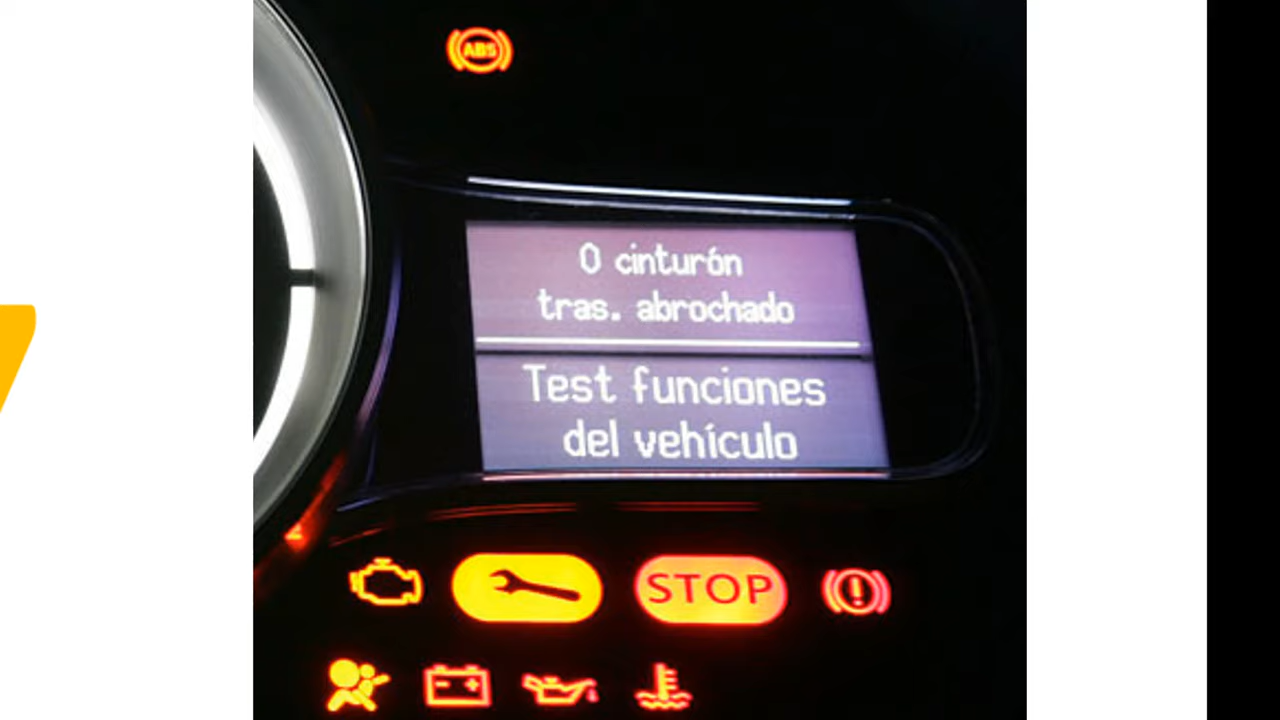 ABS
0 cinturón
tras. abrochado
Test funciones
del vehículo
STOP